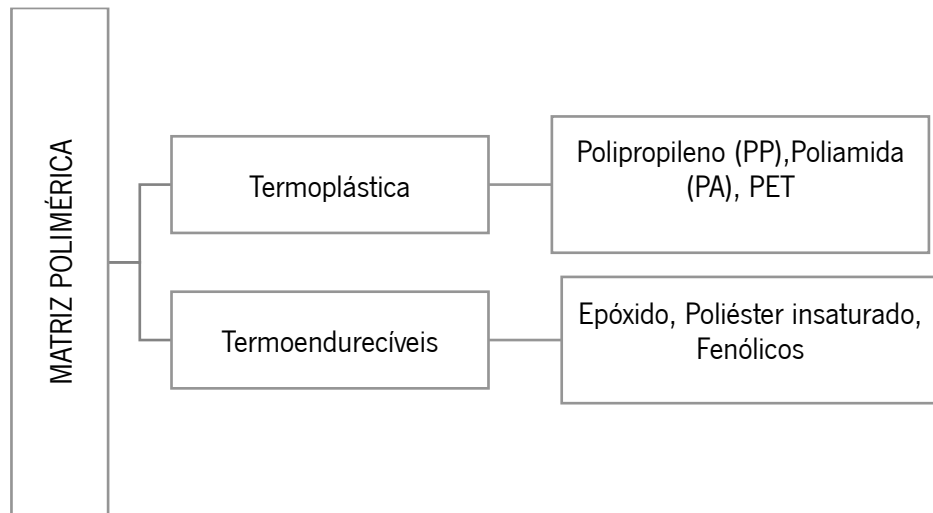 MATRIZ POLIMÉRICA
Termoplástica
Polipropileno (PP),Poliamida
(PA), PET
Termoendurecíveis
Epóxido, Poliéster insaturado,
Fenólicos